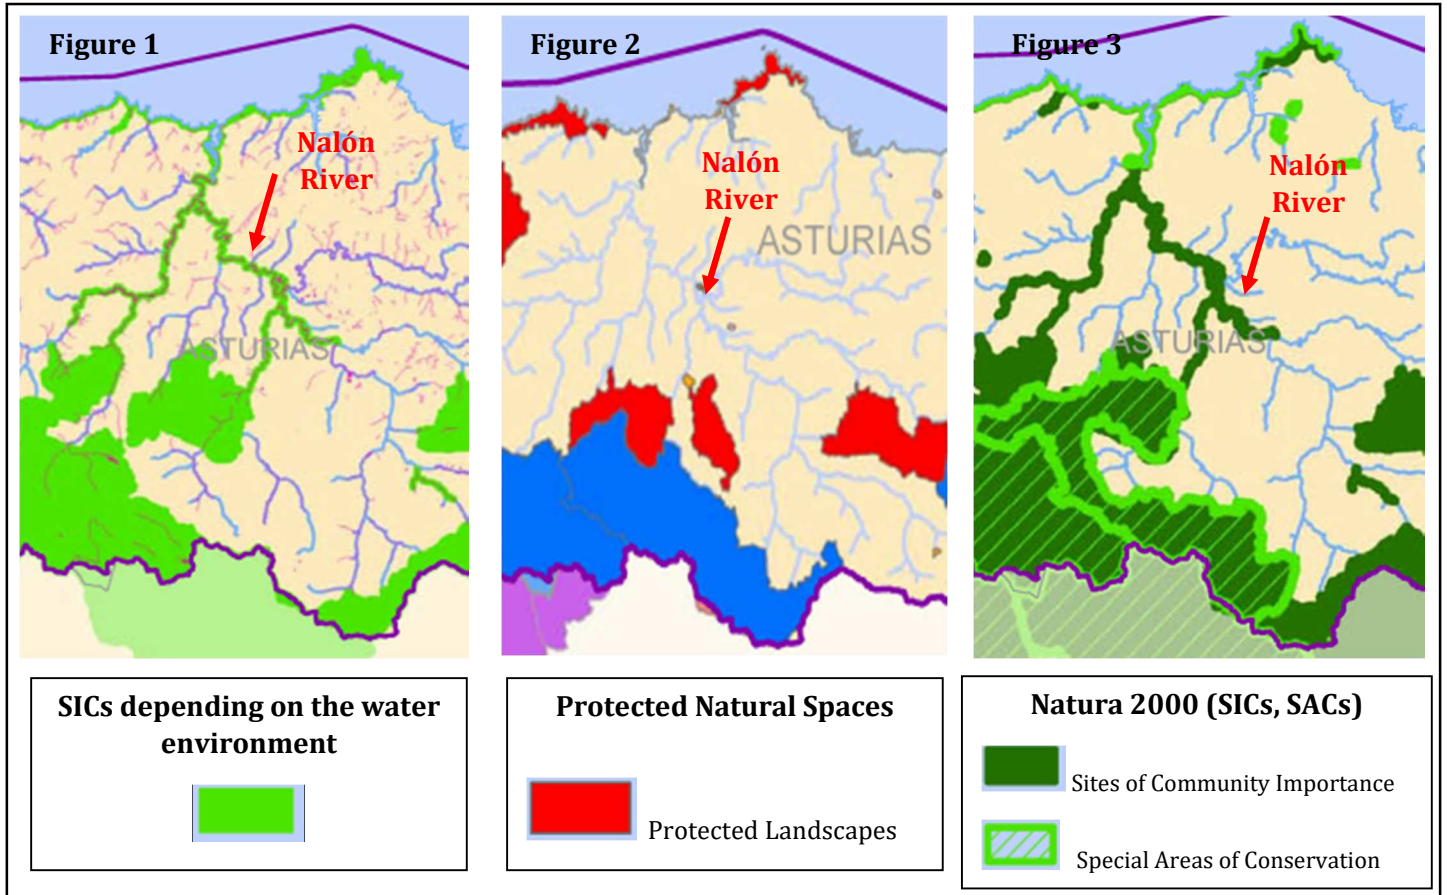 Figure 1
Nalón
River
ASTURIAS
SICs depending on the water
environment
Figure 2
Nalón
River
ASTURIAS
Protected Natural Spaces
Protected Landscapes
Figure 3
Nalón
River
ASTURIAS
Natura 2000 (SICs, SACs)
Sites of Community Importance
Special Areas of Conservation